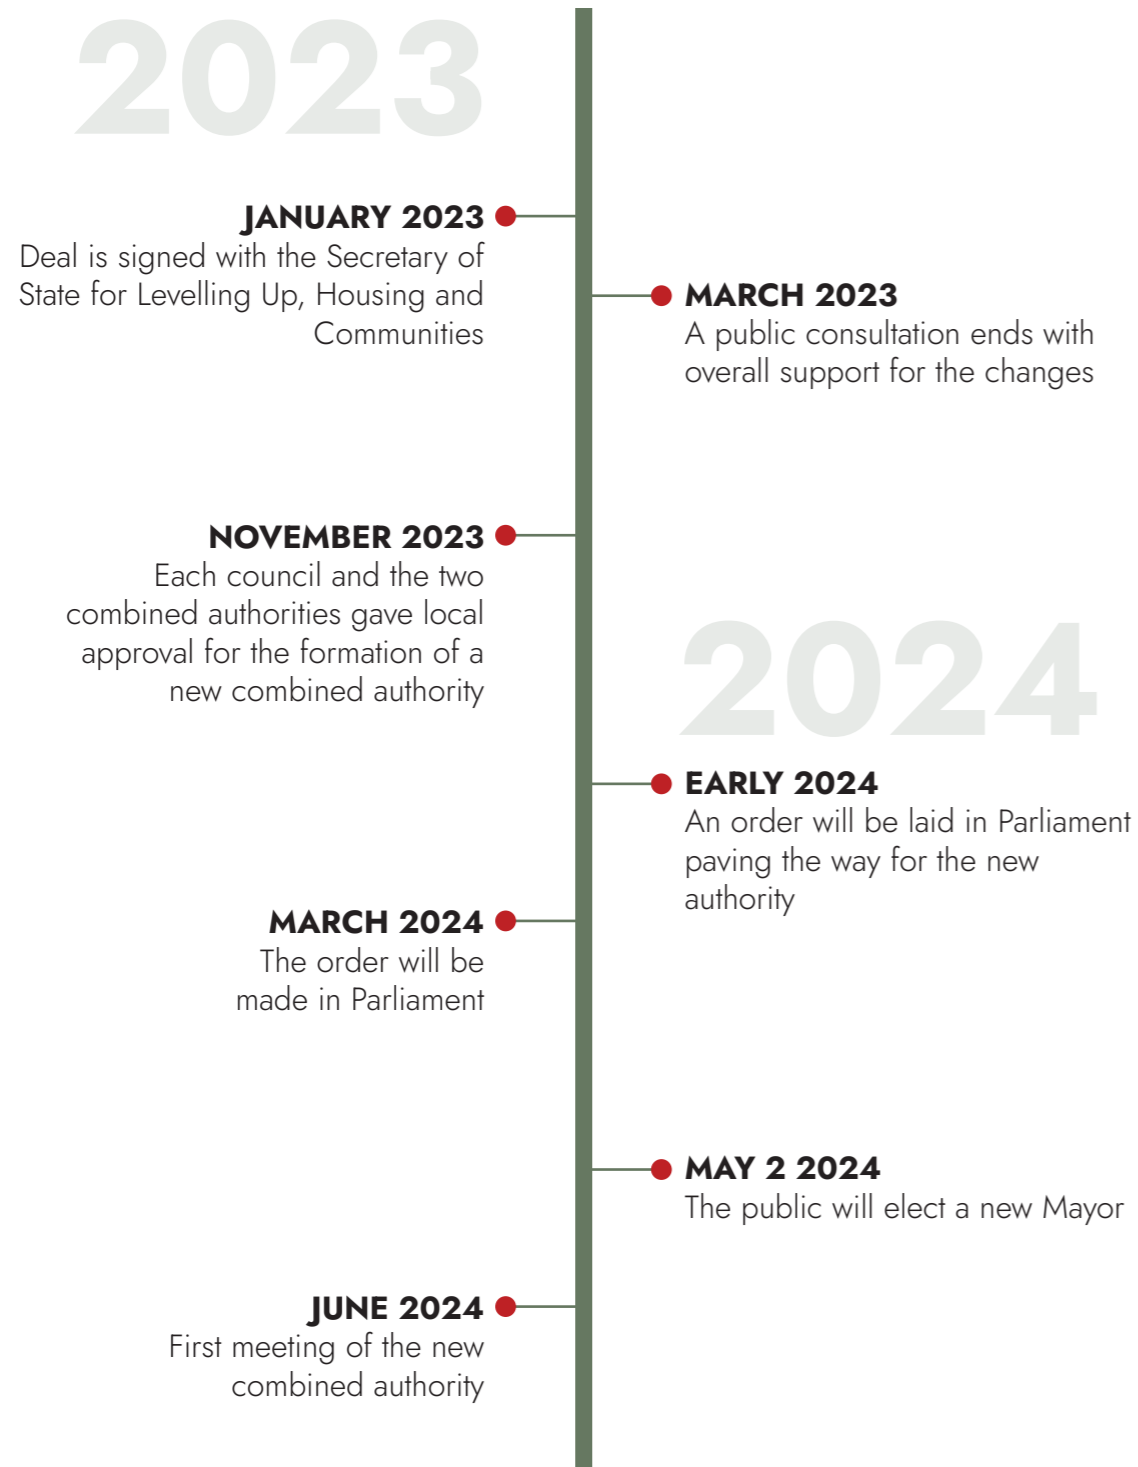 2023
JANUARY 2023
Deal is signed with the Secretary of
State for Levelling Up, Housing and
Communities
MARCH 2023
A public consultation ends with
overall support for the changes
NOVEMBER 2023
Each council and the two
combined authorities gave local
approval for the formation of a
new combined authority
2024
EARLY 2024
An order will be laid in Parliament
paving the way for the new
authority
MARCH 2024
The order will be
made in Parliament
MAY 2 2024
The public will elect a new Mayor
JUNE 2024
First meeting of the new
combined authority